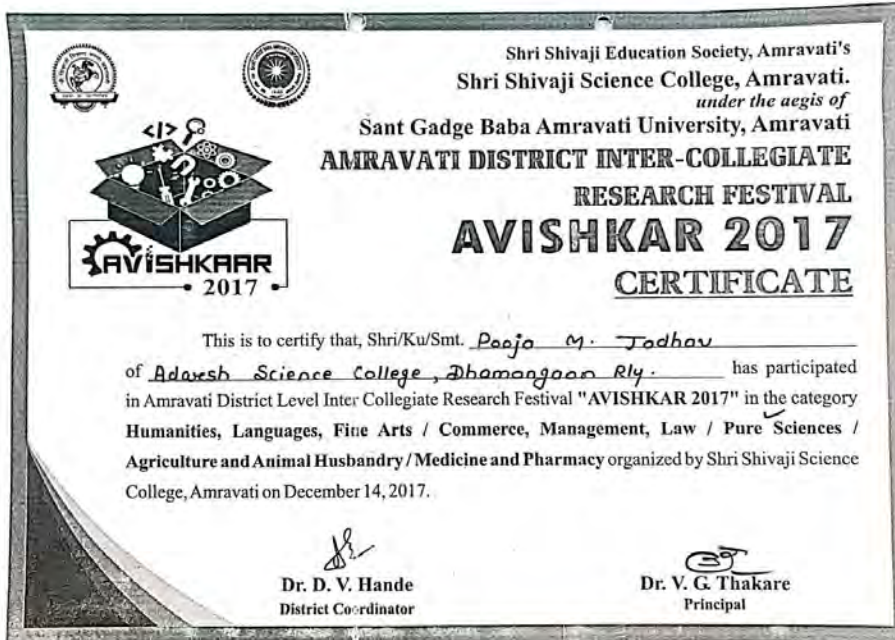 Shri Shivaji Education Society, Amravati's
Shri Shivaji Science College, Amravati.
under the aegis of
Sant Gadge Baba Amravati University, Amravati
AMRAVATI DISTRICT INTER-COLLEGIATE
RESEARCH FESTIVAL
AVISHKAR 2017
CERTIFICATE
</>
AVISHKAAR
2017
This is to certify that, Shri/Ku/Smt. Pooja M. Jadhav
of Adarsh Science College, Dhamangaon Rly. has participated
in Amravati District Level Inter Collegiate Research Festival "AVISHKAR 2017" in the category
Humanities, Languages, Fine Arts / Commerce, Management, Law / Pure Sciences /
Agriculture and Animal Husbandry / Medicine and Pharmacy organized by Shri Shivaji Science
College, Amravati on December 14, 2017.
Dr. D. V. Hande
District Coordinator
Dr. V. G. Thakare
Principal